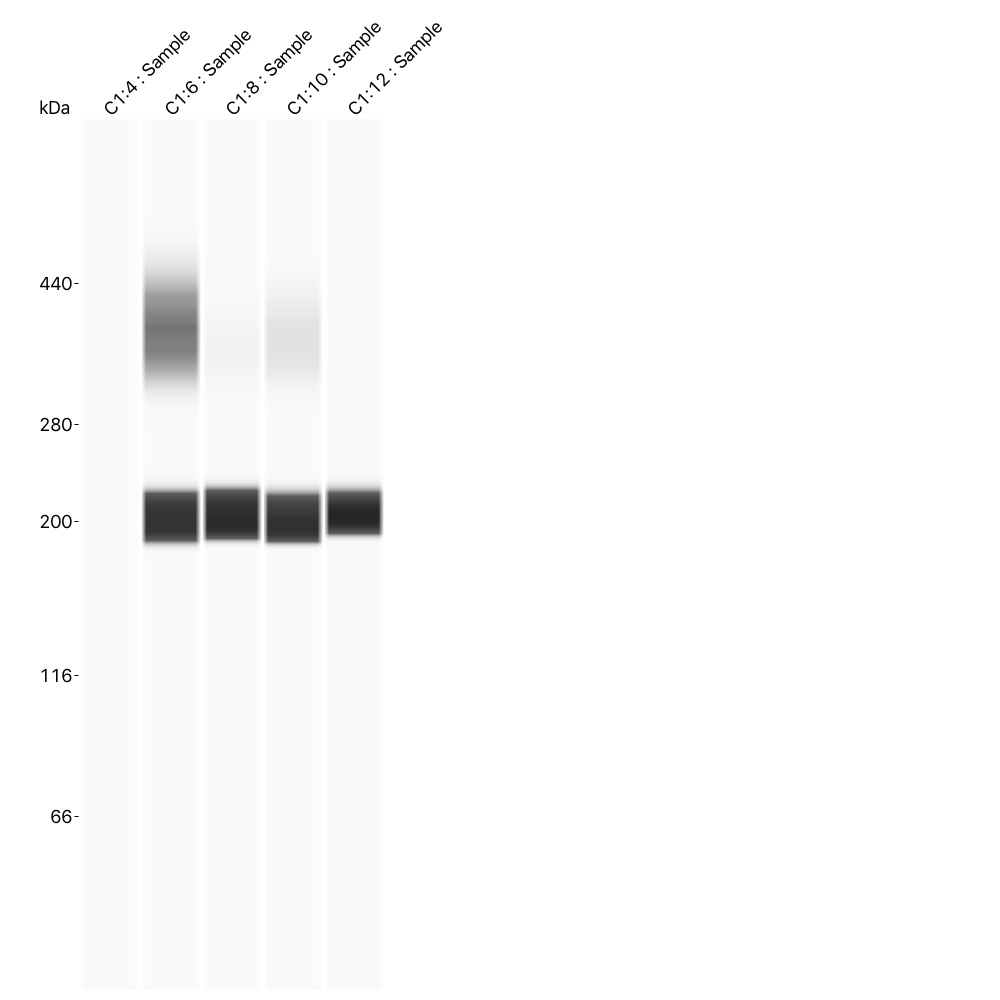 kDa
C1:4 : Sample
C1:6 : Sample
C1:8 : Sample
C1:10 : Sample
C1:12 : Sample
440-
280-
200-
116-
66-